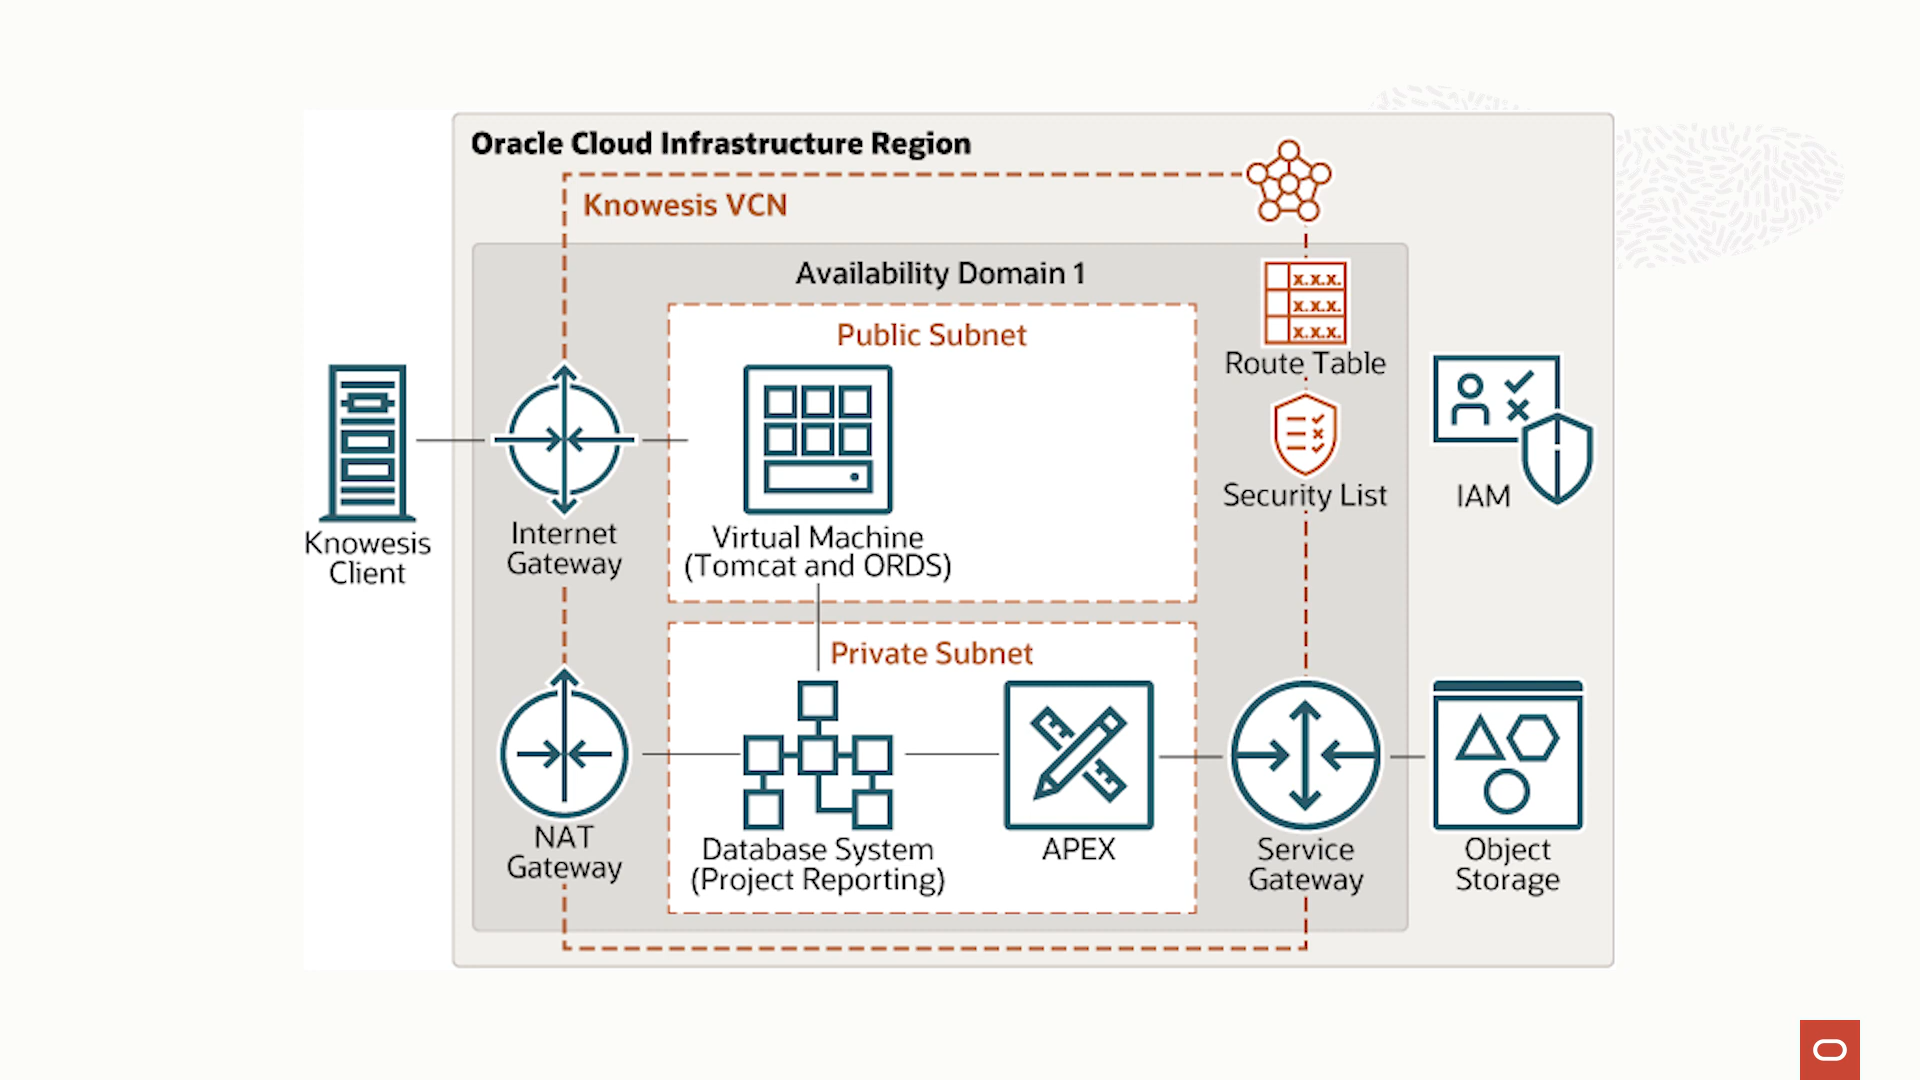 Oracle Cloud Infrastructure Region
Knowesis VCN
Availability Domain 1
Public Subnet
x.x.x.
x.x.x.
x.x.x.
Route Table
Security List
IAM
Knowesis
Client
Internet
Gateway
Virtual Machine
(Tomcat and ORDS)
Private Subnet
NAT
Gateway
Database System
(Project Reporting)
APEX
Service
Gateway
Object
Storage